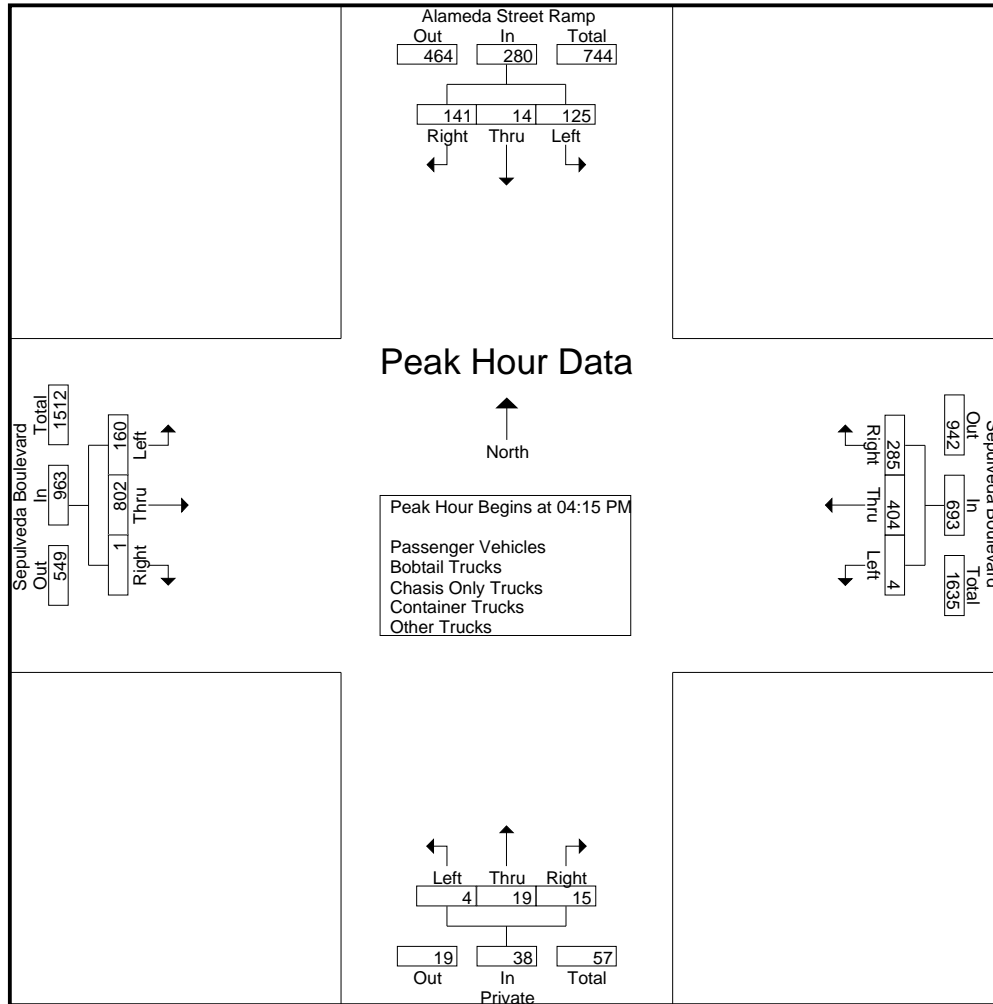 Alameda Street Ramp
Out In Total
464 280 744
141 14 125
Right Thru Left
Peak Hour Data
North
Peak Hour Begins at 04:15 PM
Passenger Vehicles
Bobtail Trucks
Chasis Only Trucks
Container Trucks
Other Trucks
Sepulveda Boulevard
Out In Total
549 963 1512
1 802 160
Right Thru Left
Sepulveda Boulevard
Out In Total
942 693 1635
285 404 4
Right Thru Left
Left Thru Right
4 19 15
19 38 57
Out In Total
Private